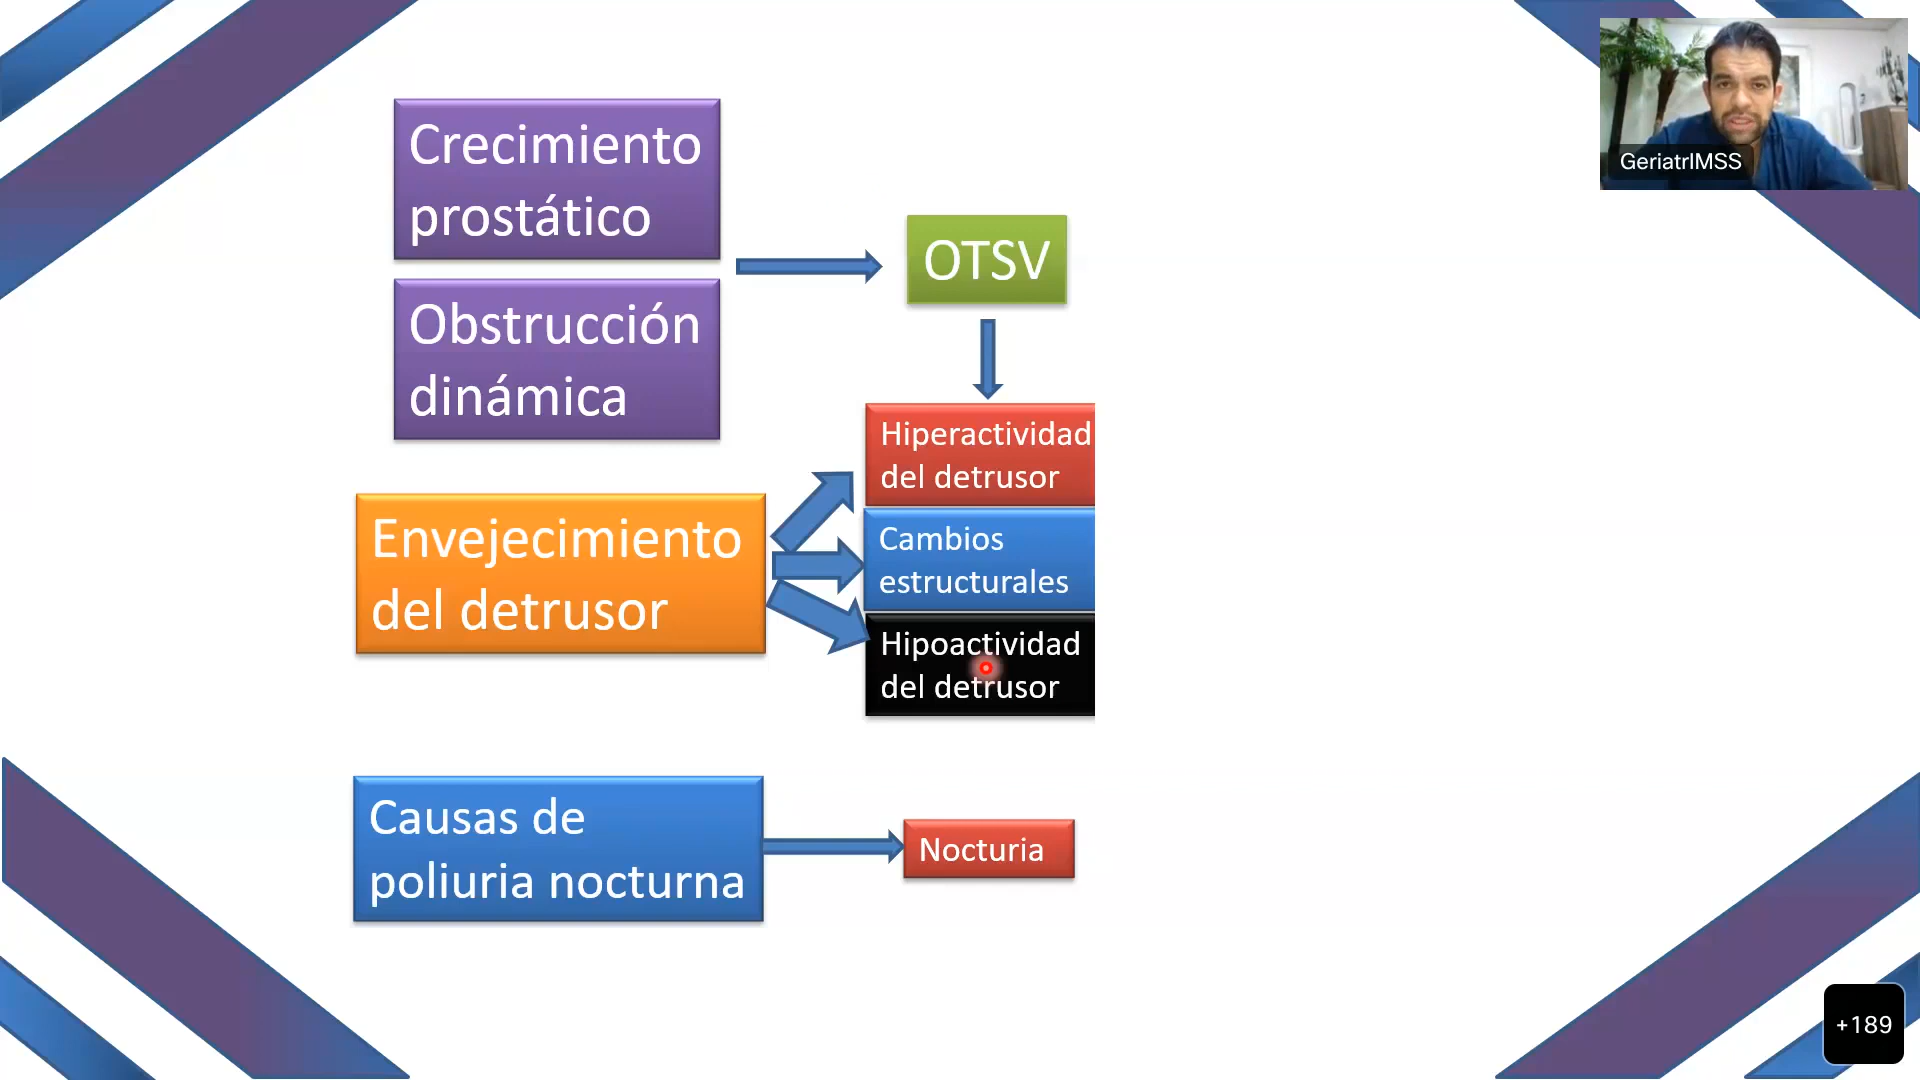 Crecimiento
prostático
Obstrucción
dinámica
OTSV
Hiperactividad
del detrusor
Cambios
estructurales
Hipoactividad
del detrusor
Envejecimiento
del detrusor
Causas de
poliuria nocturna
Nocturia
GeriatrIMSS
+189